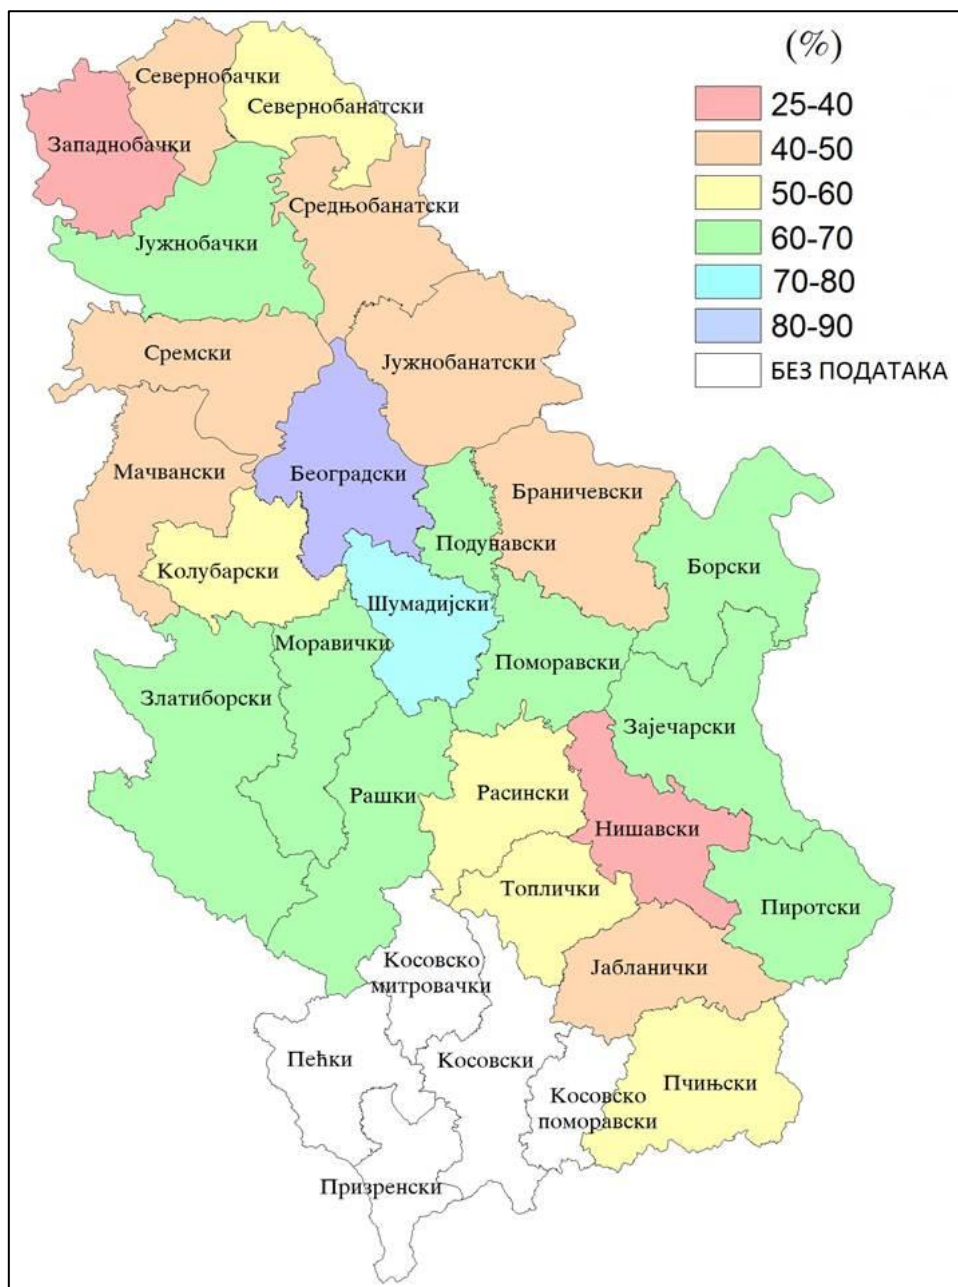 (%)
25-40
40-50
50-60
60-70
70-80
80-90
БЕЗ ПОДАТАКА
Севернобачки
Севернобанатски
Западнобачки
Средњобанатски
Јужнобачки
Сремски
Јужнобанатски
Мачвански
Београдски
Браничевски
Подунавски
Колубарски
Борски
Шумадијски
Моравички
Поморавски
Златиборски
Зајечарски
Рашки
Расински
Нишавски
Топлички
Пиротски
Косовско
митровачки
Јабланички
Пећки
Косовски
Пчињски
Косовско
поморавски
Призренски